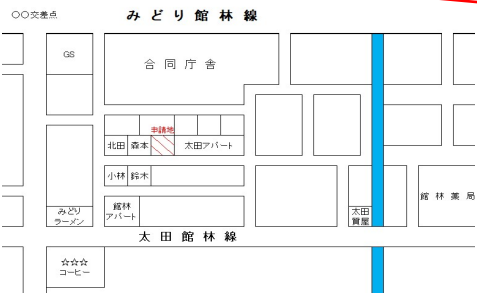 ○○交差点
みどり館林線
GS
合同庁舎
申請地
北田
森本
太田アパート
小林
鈴木
館林
アパート
みどり
ラーメン
太田
質屋
館林薬局
太田館林線
☆☆☆
コーヒー